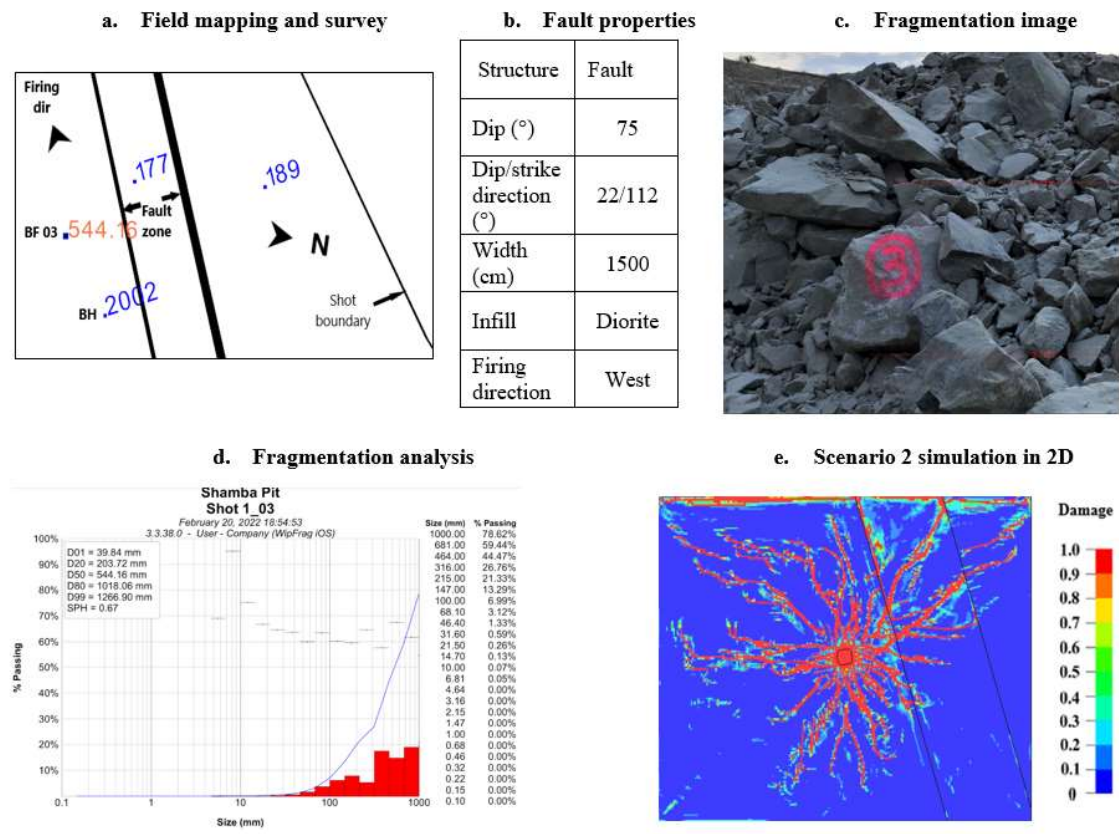 a. Field mapping and survey
Firing
dir
.177
.189
Fault
zone
BF 03
.544.16
N
BH
.2002
Shot
boundary
b. Fault properties
Structure Fault
Dip (°) 75
Dip/strike
direction
(°)
22/112
Width
(cm)
1500
Infill Diorite
Firing
direction
West
c. Fragmentation image
3
d. Fragmentation analysis
Shamba Pit
Shot 1_03
February 20, 2022 18:54:53
3.3.38.0 - User - Company (WipFrag iOS)
D01 = 39.84 mm
D20 = 203.72 mm
D50 = 544.16 mm
D80 = 1018.06 mm
D99 = 1266.90 mm
SPH = 0.67
100%
90%
80%
70%
60%
50%
40%
30%
20%
10%
% Passing
0.1 1 10 100 1000
Size (mm)
Size (mm) % Passing
1000.00 78.62%
681.00 59.44%
464.00 44.47%
316.00 26.76%
215.00 21.33%
147.00 13.29%
100.00 6.99%
68.10 3.12%
46.40 1.33%
31.60 0.59%
21.50 0.26%
14.70 0.13%
10.00 0.07%
6.81 0.05%
4.64 0.00%
3.16 0.00%
2.15 0.00%
1.47 0.00%
1.00 0.00%
0.68 0.00%
0.46 0.00%
0.32 0.00%
0.22 0.00%
0.15 0.00%
0.10 0.00%
e. Scenario 2 simulation in 2D
Damage
1.0
0.9
0.8
0.7
0.6
0.5
0.4
0.3
0.2
0.1
0